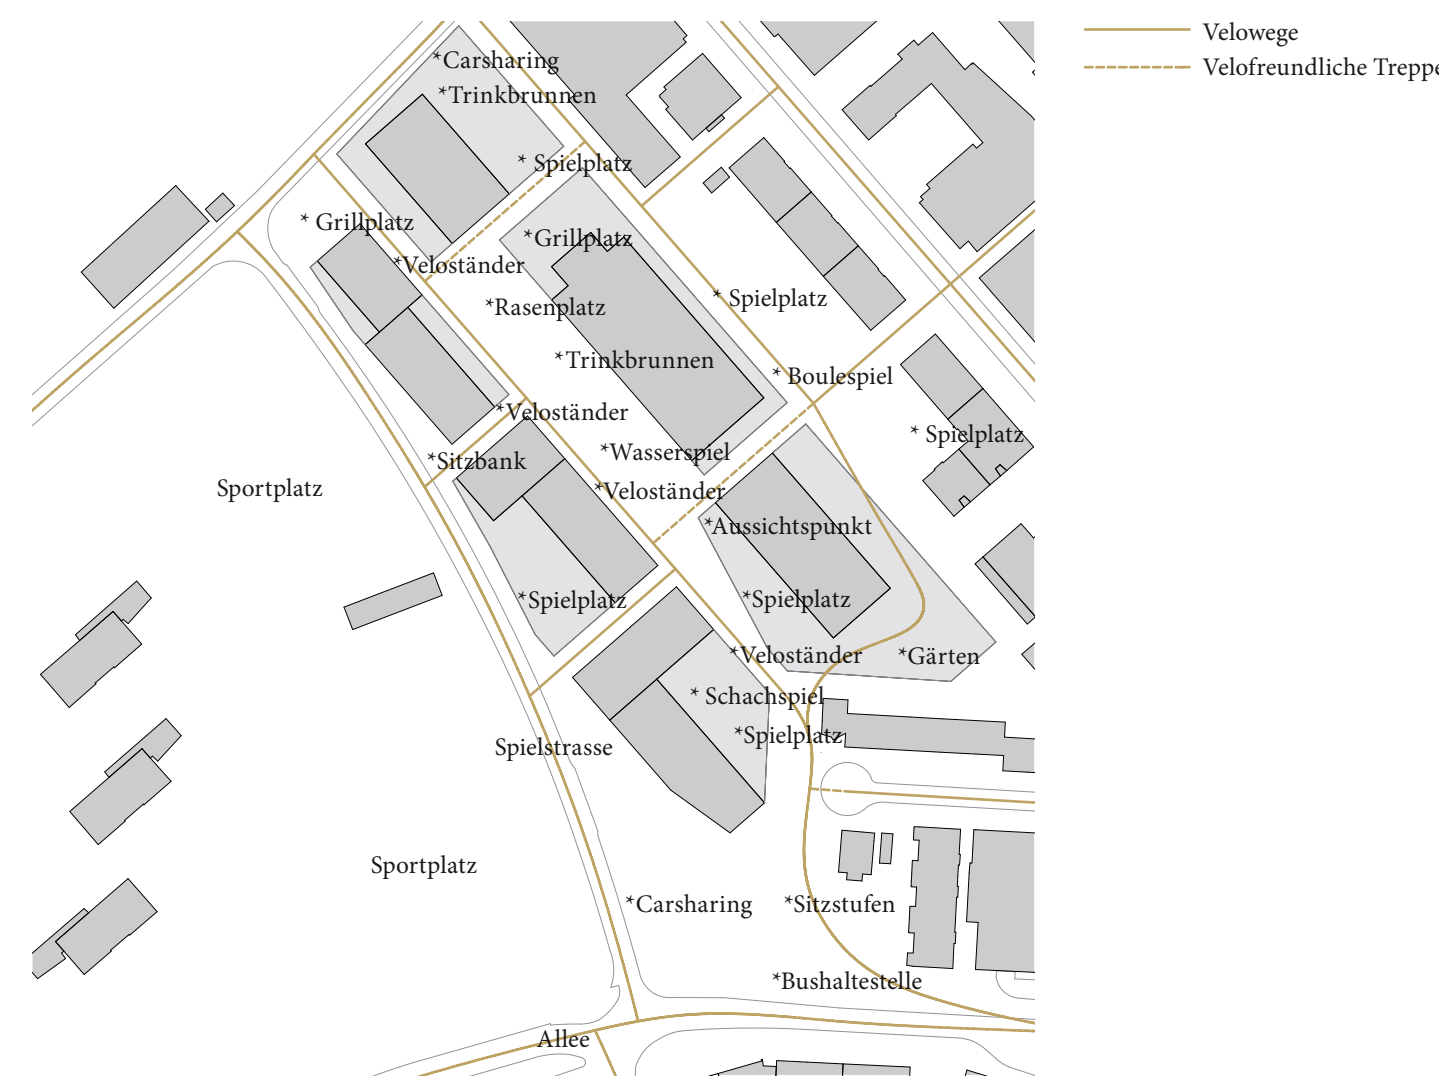 Velowege
Velofreundliche Treppe
*Carsharing
*Trinkbrunnen
* Spielplatz
* Grillplatz
*Grillplatz
*Veloständer
* Spielplatz
*Rasenplatz
*Trinkbrunnen
* Boulespiel
*Veloständer
* Spielplatz
*Wasserspiel
*Sitzbank
Sportplatz
*Veloständer
*Aussichtspunkt
*Spielplatz
*Spielplatz
*Veloständer
*Gärten
* Schachspiel
*Spielplatz
Spielstrasse
Sportplatz
*Carsharing
*Sitzstufen
*Bushaltestelle
Allee